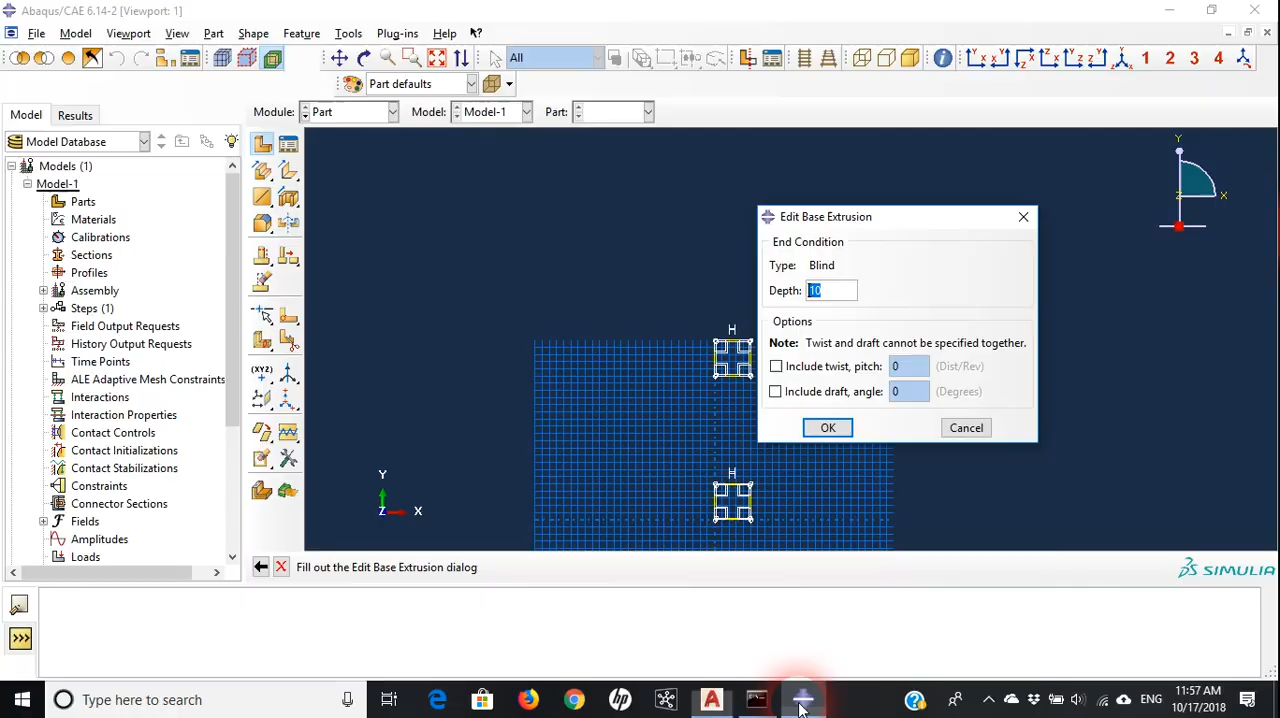 Abaqus/CAE 6.14-2 [Viewport: 1]
File Model Viewport View Part Shape Feature Tools Plug-ins Help
All
1 2 3 4
Part defaults
Model Results
Module: Part Model: Model-1 Part:
Model Database
Models (1)
Model-1
Parts
Materials
Calibrations
Sections
Profiles
Assembly
Steps (1)
Field Output Requests
History Output Requests
Time Points
ALE Adaptive Mesh Constraints
Interactions
Interaction Properties
Contact Controls
Contact Initializations
Contact Stabilizations
Constraints
Connector Sections
Fields
Amplitudes
Loads
(XYZ)
Y
Z X
Y
Z X
H
H
Edit Base Extrusion
End Condition
Type: Blind
Depth: 10
Options
Note: Twist and draft cannot be specified together.
Include twist, pitch: 0 (Dist/Rev)
Include draft, angle: 0 (Degrees)
OK Cancel
Fill out the Edit Base Extrusion dialog
SIMULIA
>>>
Type here to search
ENG
11:57 AM
10/17/2018